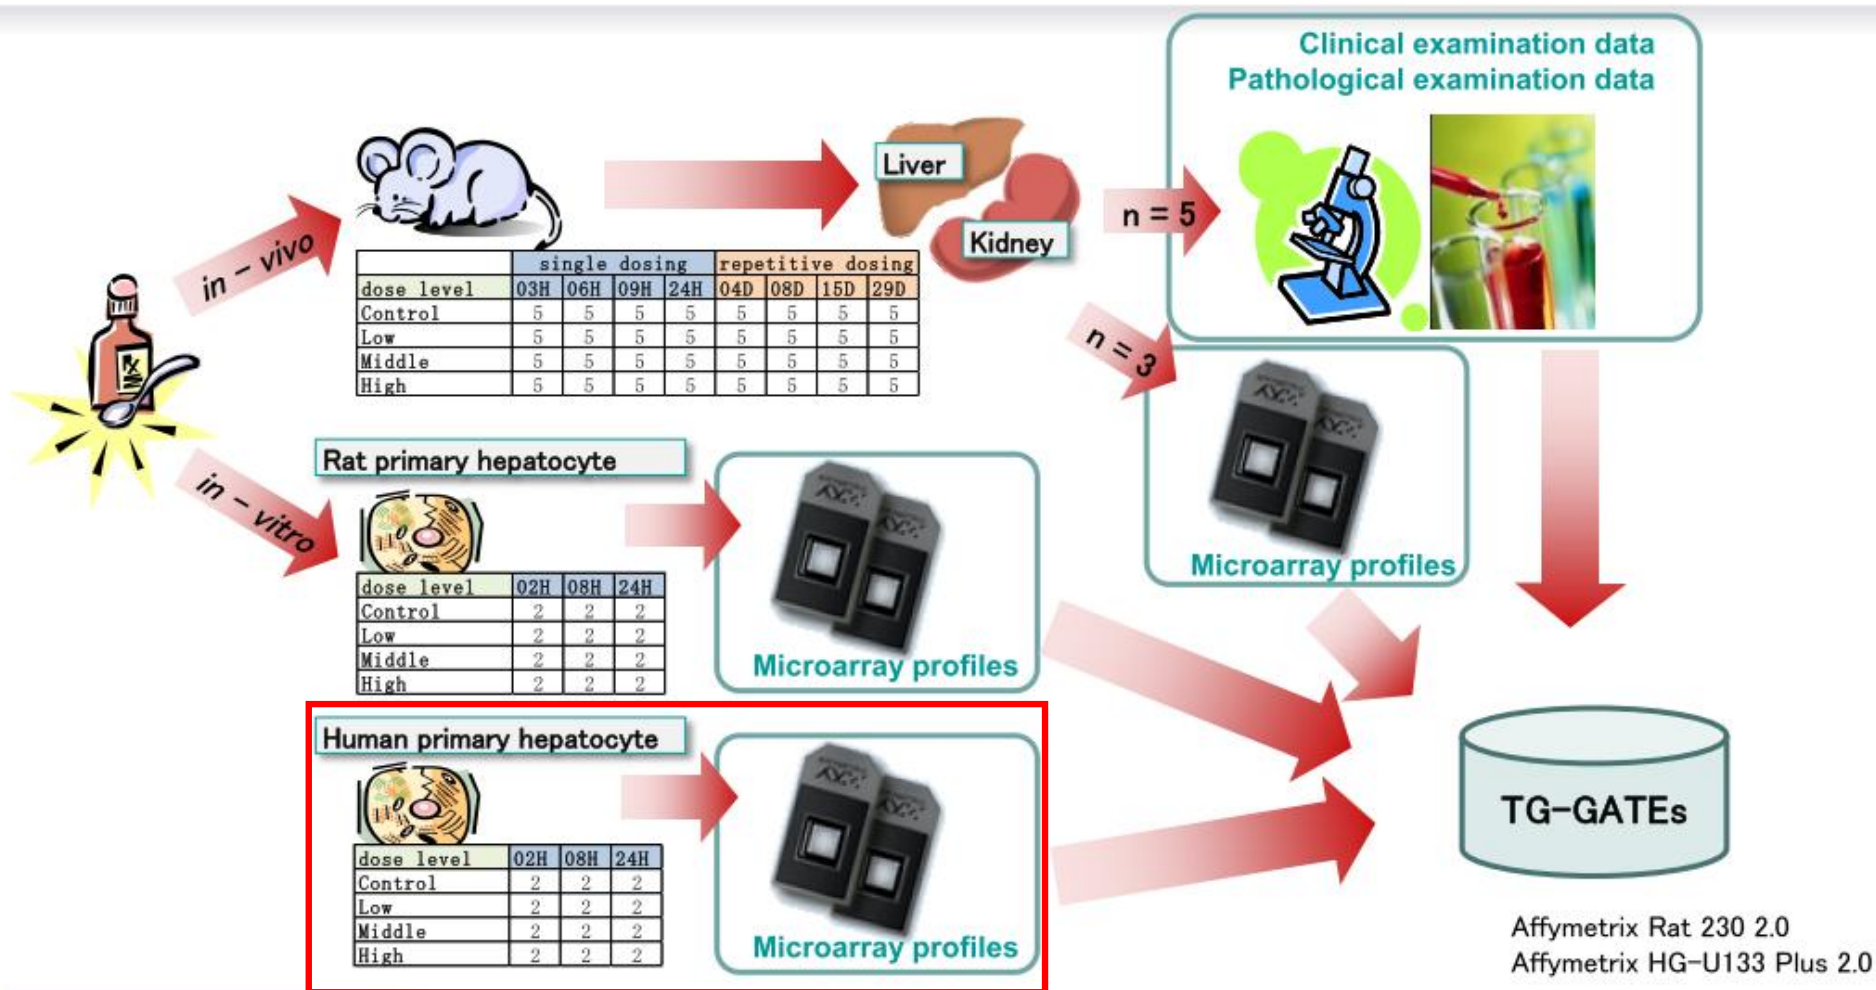 Clinical examination data
Pathological examination data
in - vivo
Liver
Kidney
n = 5
n = 3
single dosing repetitive dosing
dose level 03H 06H 09H 24H 04D 08D 15D 29D
Control 5 5 5 5 5 5 5 5
Low 5 5 5 5 5 5 5 5
Middle 5 5 5 5 5 5 5 5
High 5 5 5 5 5 5 5 5
Microarray profiles
in - vitro
Rat primary hepatocyte
dose level 02H 08H 24H
Control 2 2 2
Low 2 2 2
Middle 2 2 2
High 2 2 2
Microarray profiles
Human primary hepatocyte
dose level 02H 08H 24H
Control 2 2 2
Low 2 2 2
Middle 2 2 2
High 2 2 2
Microarray profiles
TG-GATEs
Affymetrix Rat 230 2.0
Affymetrix HG-U133 Plus 2.0